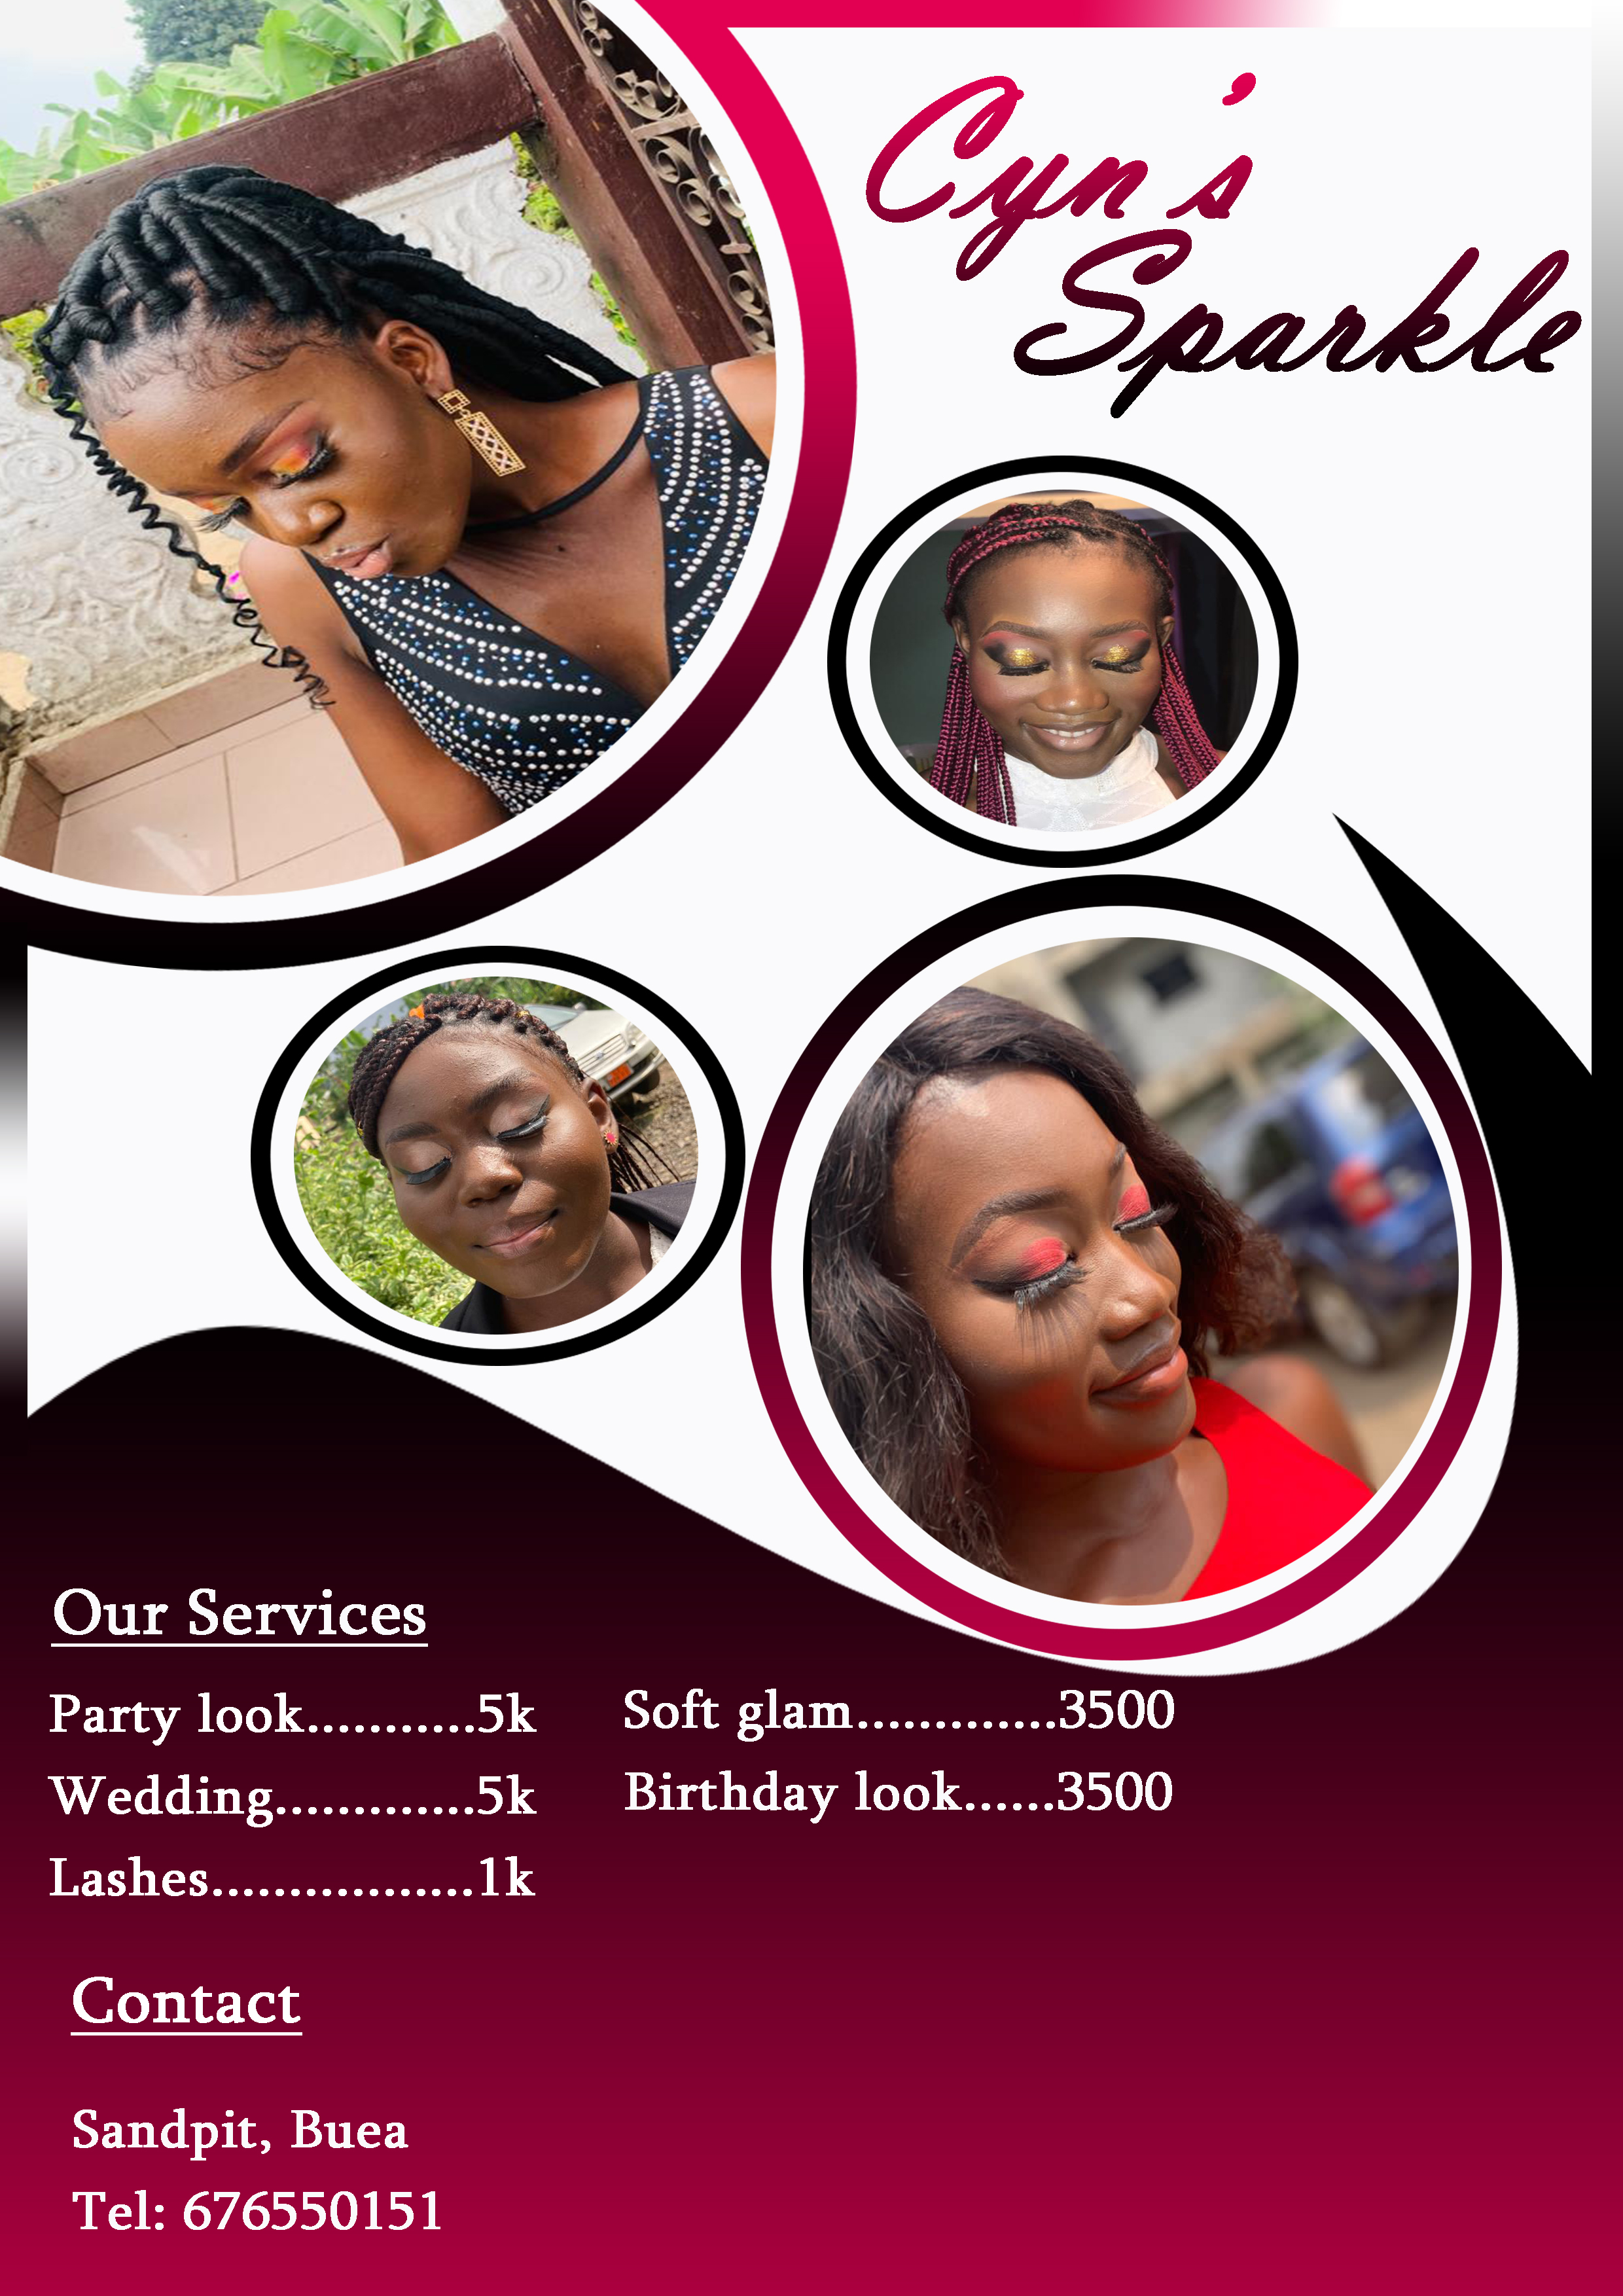 Cyn's
Sparkle
Our Services
Party look...........5k
Wedding.............5k
Lashes.................1k
Soft glam.............3500
Birthday look......3500
Contact
Sandpit, Buea
Tel: 676550151